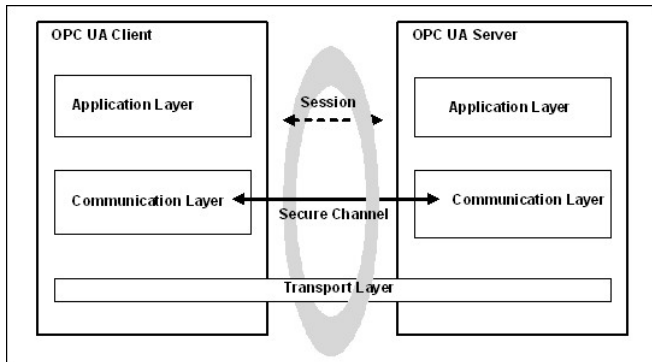 OPC UA Client
OPC UA Server
Application Layer
Session
Application Layer
Communication Layer
Secure Channel
Communication Layer
Transport Layer